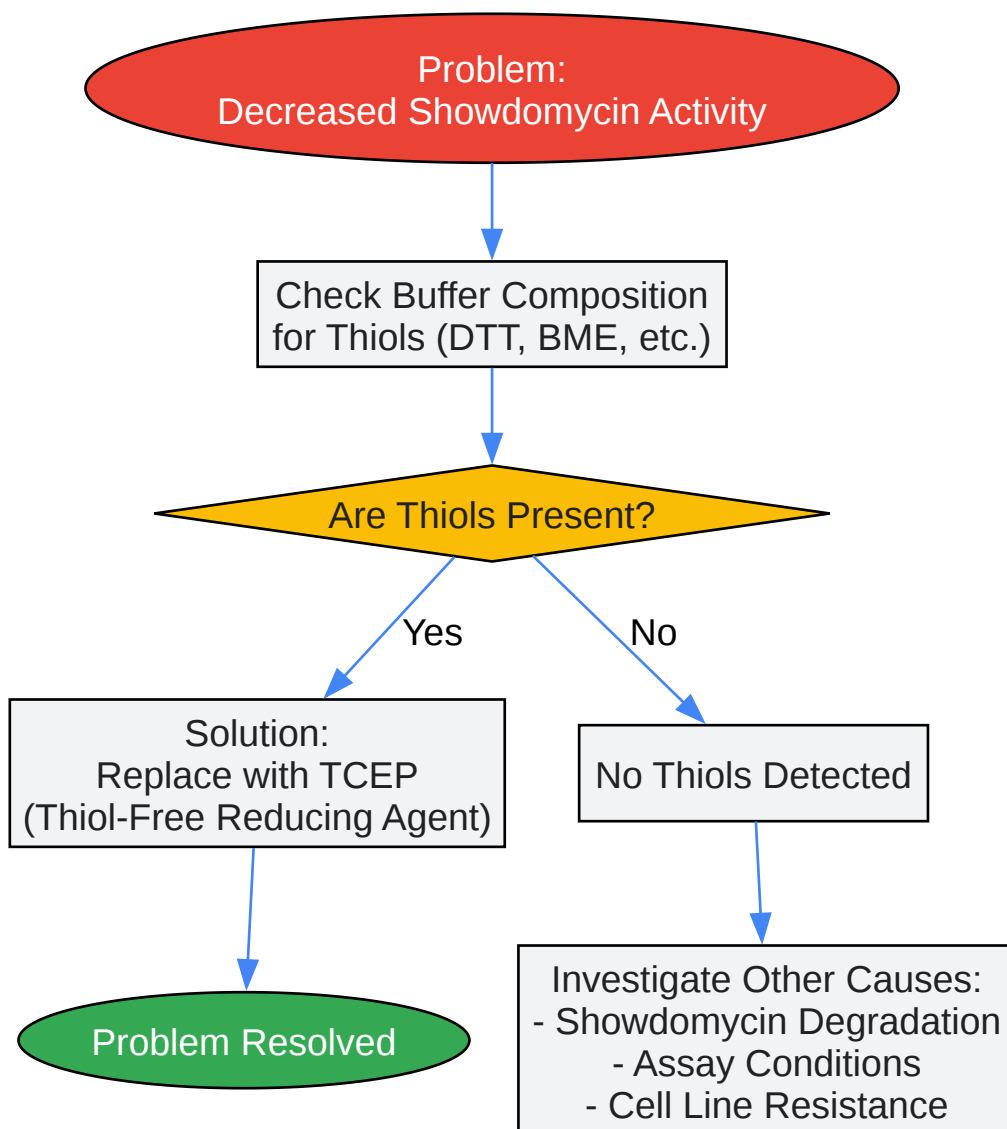 Problem:
Decreased Showdomycin Activity
Check Buffer Composition
for Thiols (DTT, BME, etc.)
Are Thiols Present?
Yes
No
Solution:
Replace with TCEP
(Thiol-Free Reducing Agent)
No Thiols Detected
Problem Resolved
Investigate Other Causes:
- Showdomycin Degradation
- Assay Conditions
- Cell Line Resistance